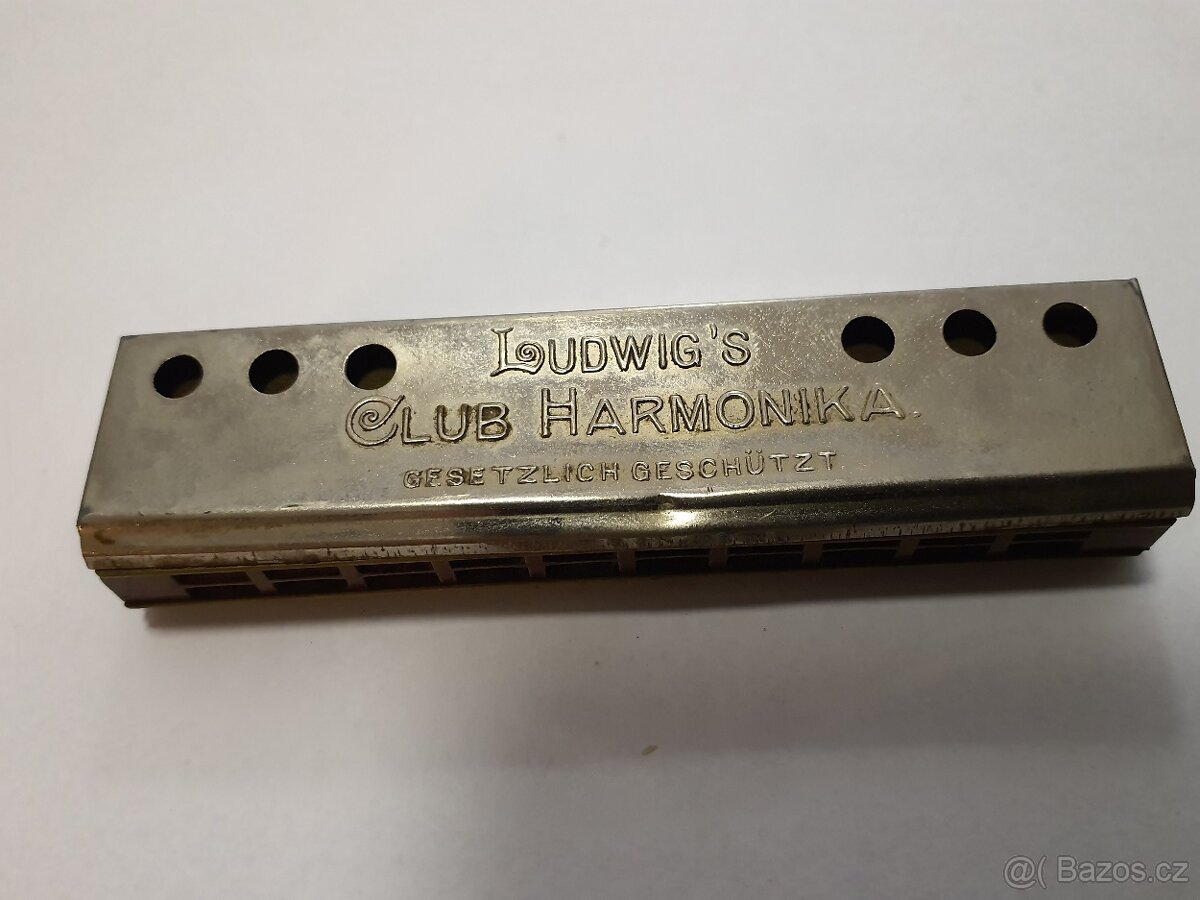 LUDWIG'S
CLUB HARMONIKA.
GESETZLICH GESCHÜTZT
@( Bazos.cz